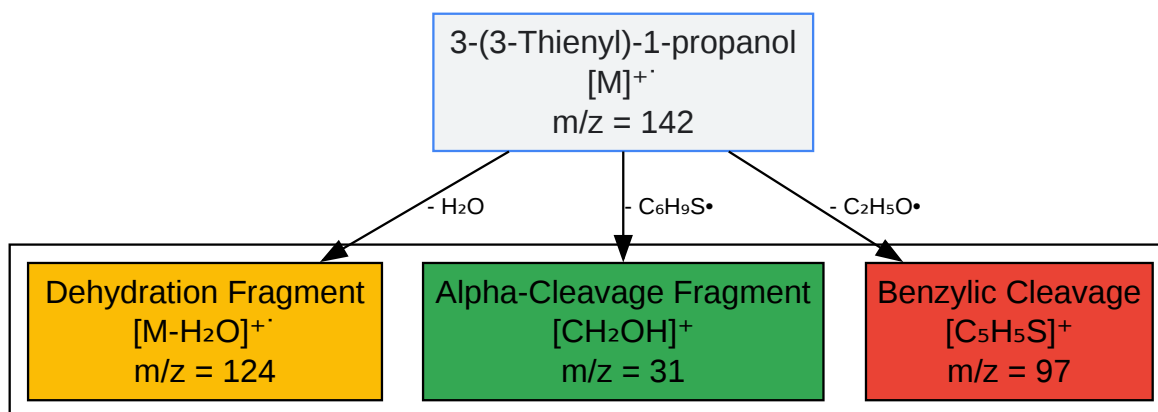 3-(3-Thienyl)-1-propanol
[M]⁺˙
m/z = 142
- H₂O
- C₆H₉S•
- C₂H₅O•
Dehydration Fragment
[M-H₂O]⁺˙
m/z = 124
Alpha-Cleavage Fragment
[CH₂OH]⁺
m/z = 31
Benzylic Cleavage
[C₅H₅S]⁺
m/z = 97